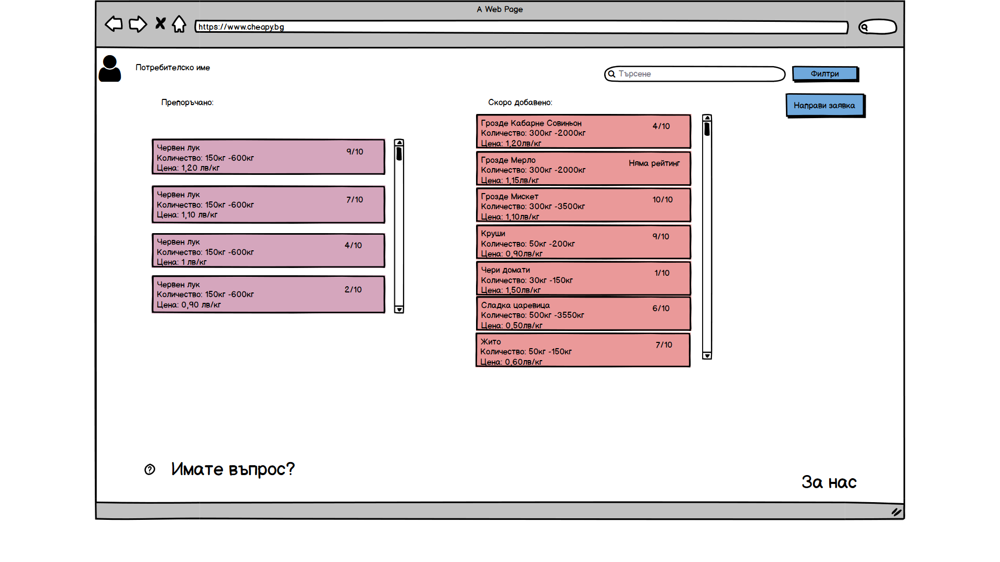 A Web Page
https://www.cheapy.bg
Потребителско име
Търсене
Филтри
Направи заявка
Препоръчано:
Червен лук
9/10
Количество: 150кг -600кг
Цена: 1,20 лв/кг
Червен лук
7/10
Количество: 150кг -600кг
Цена: 1,10 лв/кг
Червен лук
4/10
Количество: 150кг -600кг
Цена: 1 лв/кг
Червен лук
2/10
Количество: 150кг -600кг
Цена: 0,90 лв/кг
Скоро добавено:
Грозде Кабарне Совиньон
4/10
Количество: 300кг -2000кг
Цена: 1,20лв/кг
Грозде Мерло
Няма рейтинг
Количество: 300кг -2000кг
Цена: 1,15лв/кг
Грозде Мискет
10/10
Количество: 300кг -3500кг
Цена: 1,10лв/кг
Круши
9/10
Количество: 50кг -200кг
Цена: 0,90лв/кг
Чери домати
1/10
Количество: 30кг -150кг
Цена: 1,50лв/кг
Сладка царевица
6/10
Количество: 500кг -3550кг
Цена: 0,50лв/кг
Жито
7/10
Количество: 50кг -150кг
Цена: 0,60лв/кг
? Имате въпрос?
За нас